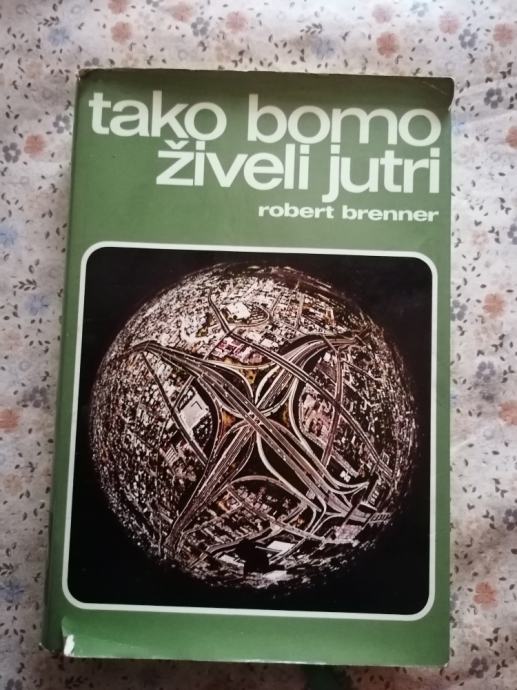 tako bomo
živeli jutri
robert brenner